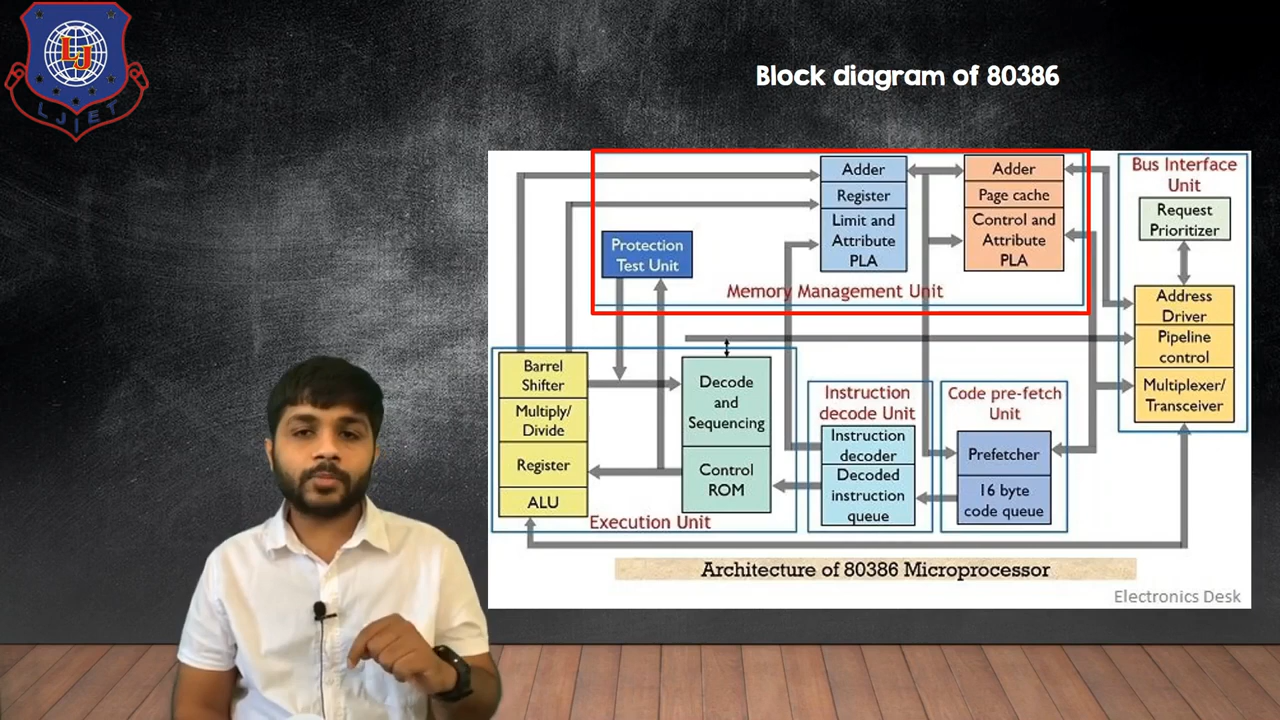 LJ
LJIET
Block diagram of 80386
Adder
Register
Limit and
Attribute
PLA
Adder
Page cache
Control and
Attribute
PLA
Protection
Test Unit
Memory Management Unit
Bus Interface
Unit
Request
Prioritizer
Address
Driver
Pipeline
control
Multiplexer/
Transceiver
Barrel
Shifter
Multiply/
Divide
Register
ALU
Decode
and
Sequencing
Control
ROM
Execution Unit
Instruction
decode Unit
Instruction
decoder
Decoded
instruction
queue
Code pre-fetch
Unit
Prefetcher
16 byte
code queue
Architecture of 80386 Microprocessor
Electronics Desk